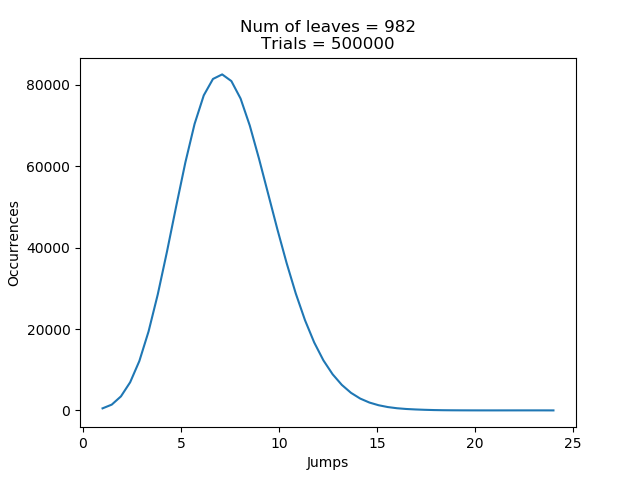 Num of leaves = 982
Trials = 500000
80000
60000
40000
20000
0
Occurrences
0 5 10 15 20 25
Jumps